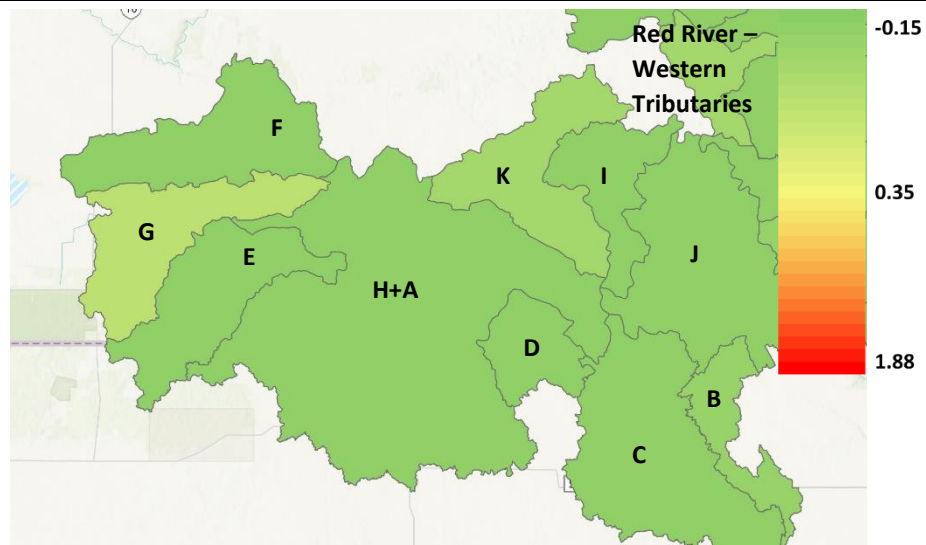 Red River –
Western
Tributaries
-0.15
F
K
I
0.35
G
E
J
H+A
D
1.88
B
C